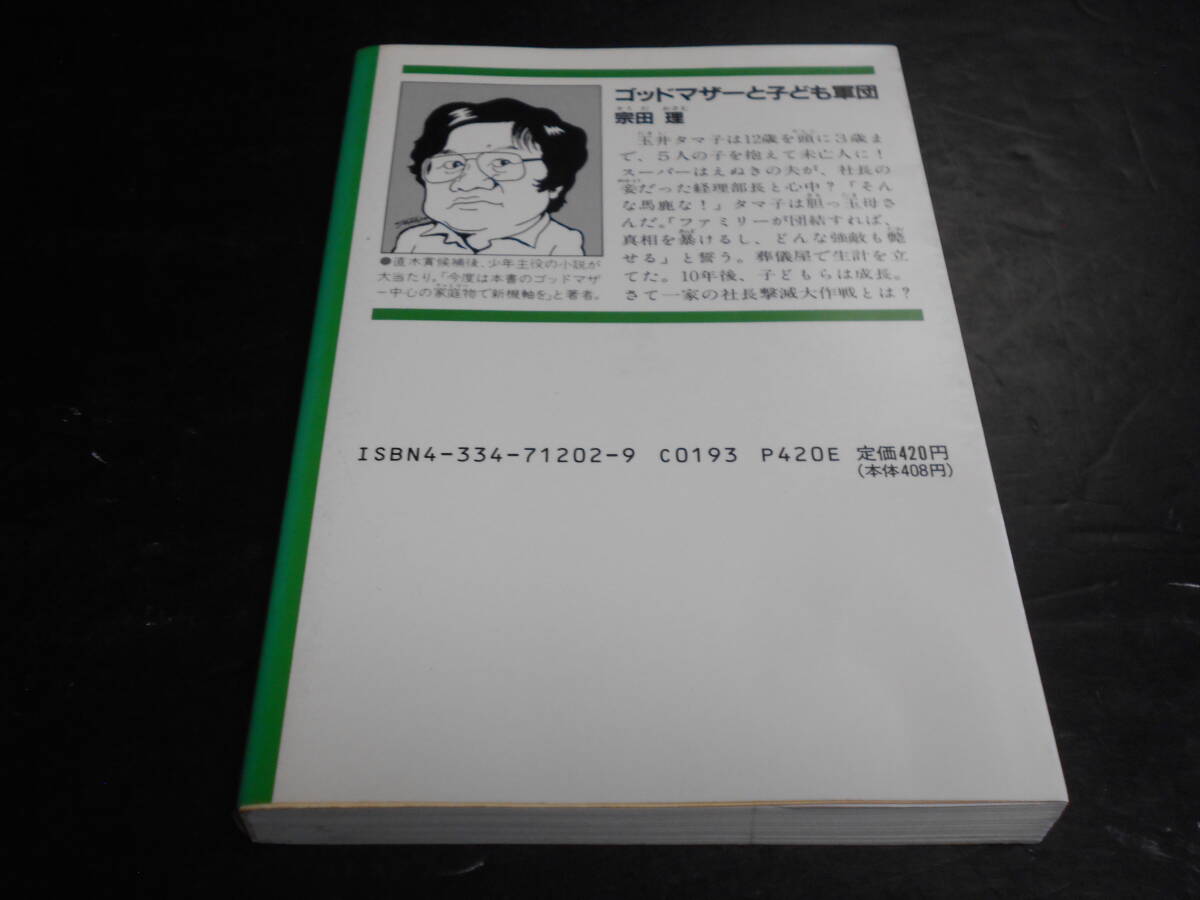 ゴッドマザーと子ども軍団
そう だ おさむ
宗田 理
玉井タマ子は12歳を頭に3歳ま
で、5人の子を抱えて未亡人に!
スーパーはえぬきの夫が、社長の
妾だった経理部長と心中?「そん
な馬鹿な!」タマ子は胆っ玉母さ
んだ。「ファミリーが団結すれば、
真相を暴けるし、どんな強敵も斃
せる」と誓う。葬儀屋で生計を立
てた。10年後、子どもらは成長。
さて一家の社長撃滅大作戦とは?
●直木賞候補後、少年主役の小説が
大当たり。「今度は本書のゴッドマザ
ー中心の家庭物で新機軸を」と著者。
ISBN4-334-71202-9 C0193 P420E 定価420円
(本体408円)